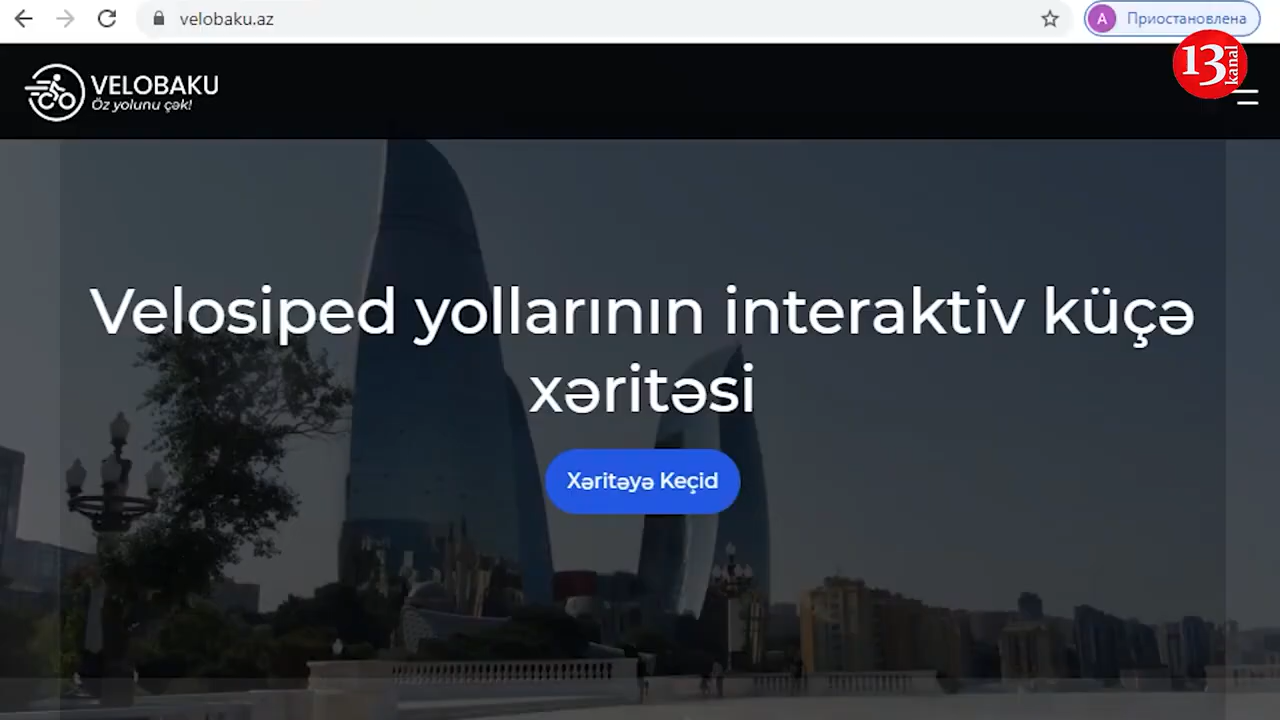 velobaku.az
A Приостановлена
13 kanal
VELOBAKU
Öz yolunu çək!
Velosiped yollarının interaktiv küçə
xəritəsi
Xəritəyə Keçid